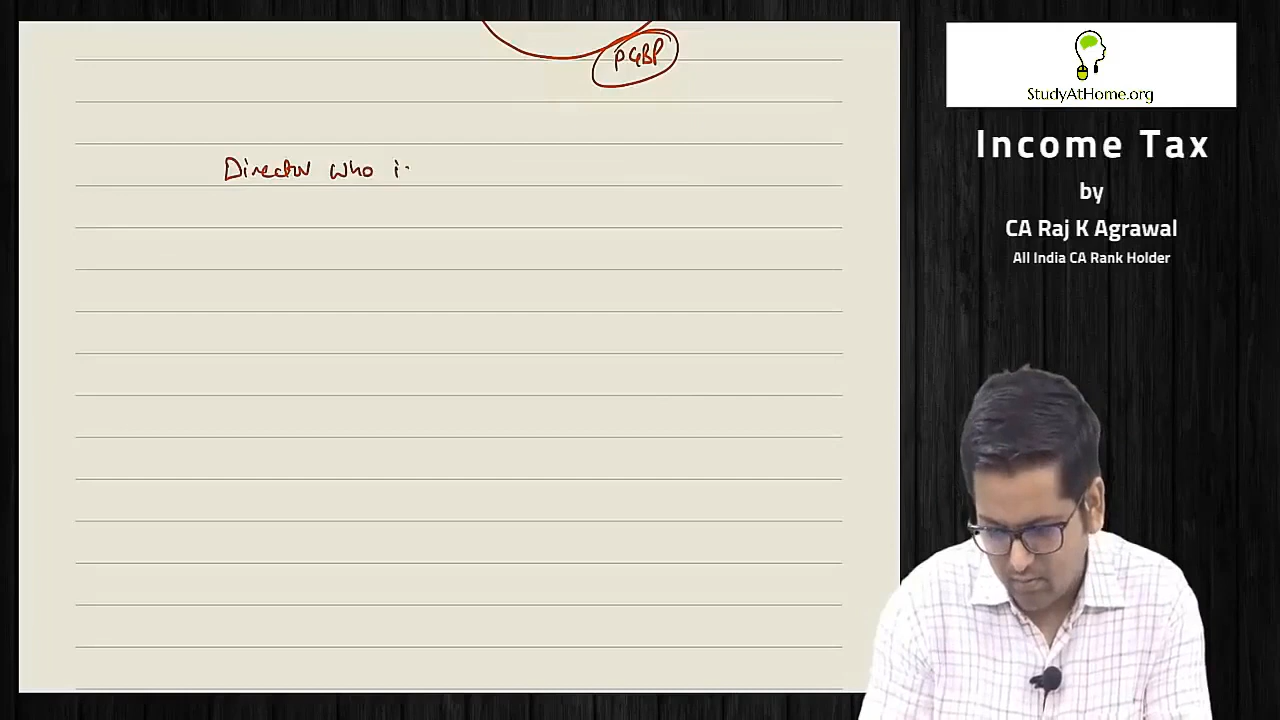 PGBP
Director who i
StudyAtHome.org
Income Tax
by
CA Raj K Agrawal
All India CA Rank Holder